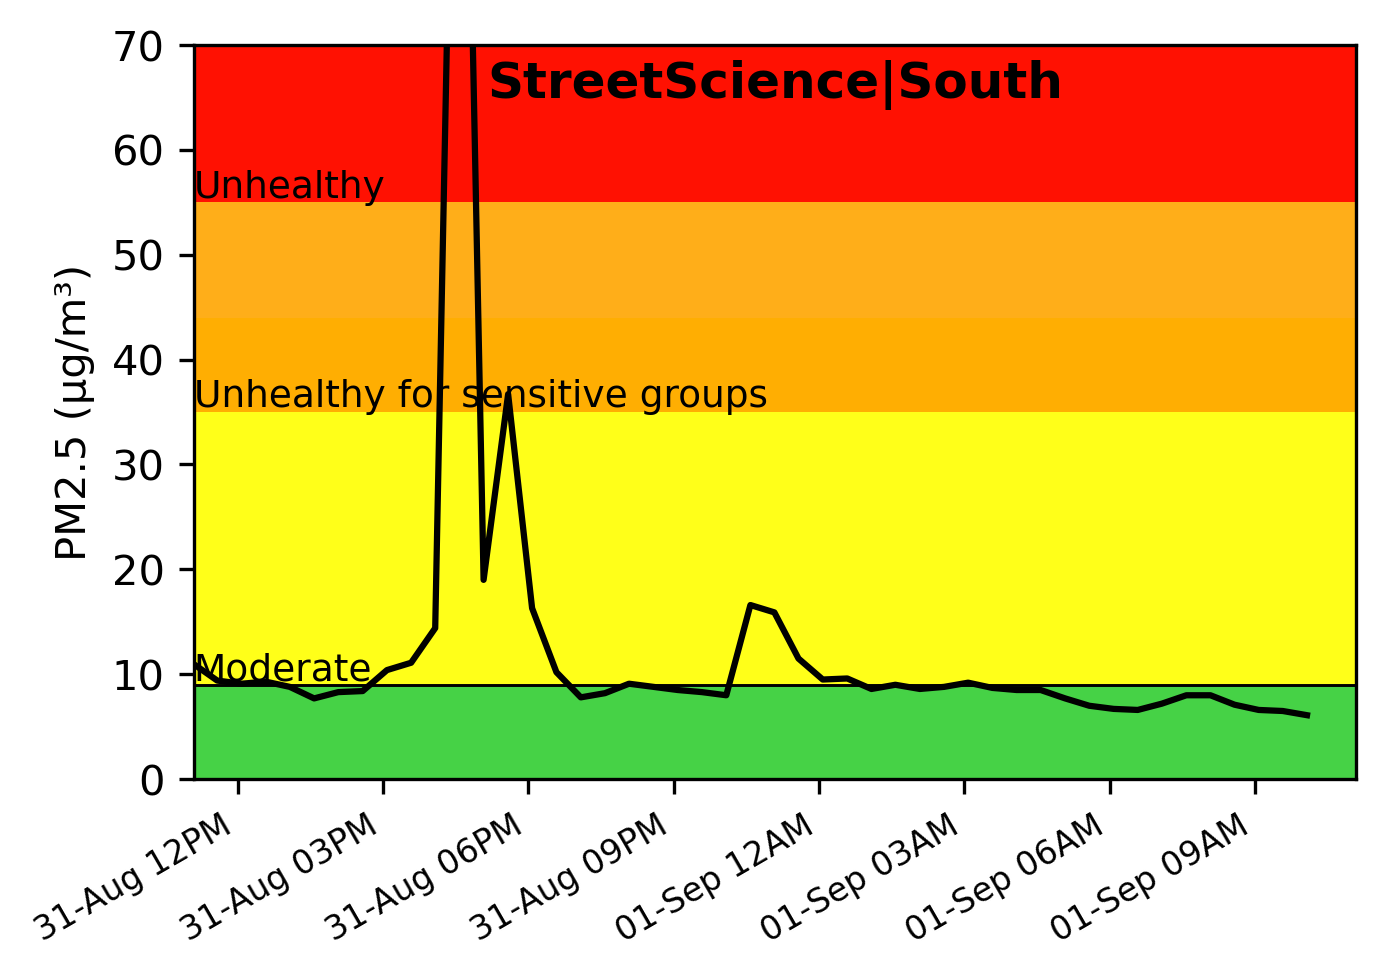 StreetScience|South
70
60
50
40
30
20
10
0
PM2.5 (μg/m³)
Unhealthy
Unhealthy for sensitive groups
Moderate
31-Aug 12PM
31-Aug 03PM
31-Aug 06PM
31-Aug 09PM
01-Sep 12AM
01-Sep 03AM
01-Sep 06AM
01-Sep 09AM